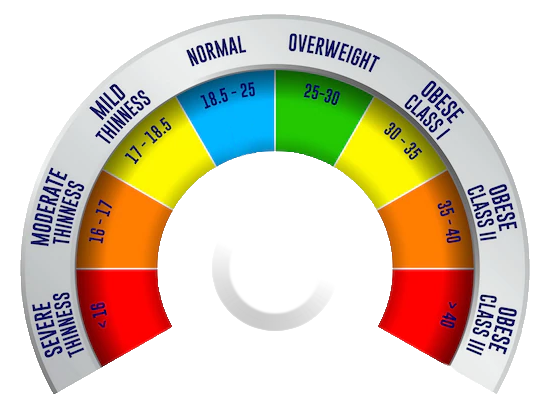 SEVERE
THINNESS
< 16
MODERATE
THINNESS
16 - 17
MILD
THINNESS
17 - 18.5
NORMAL
18.5 - 25
OVERWEIGHT
25-30
OBESE
CLASS I
30 - 35
OBESE
CLASS II
35 - 40
OBESE
CLASS III
> 40